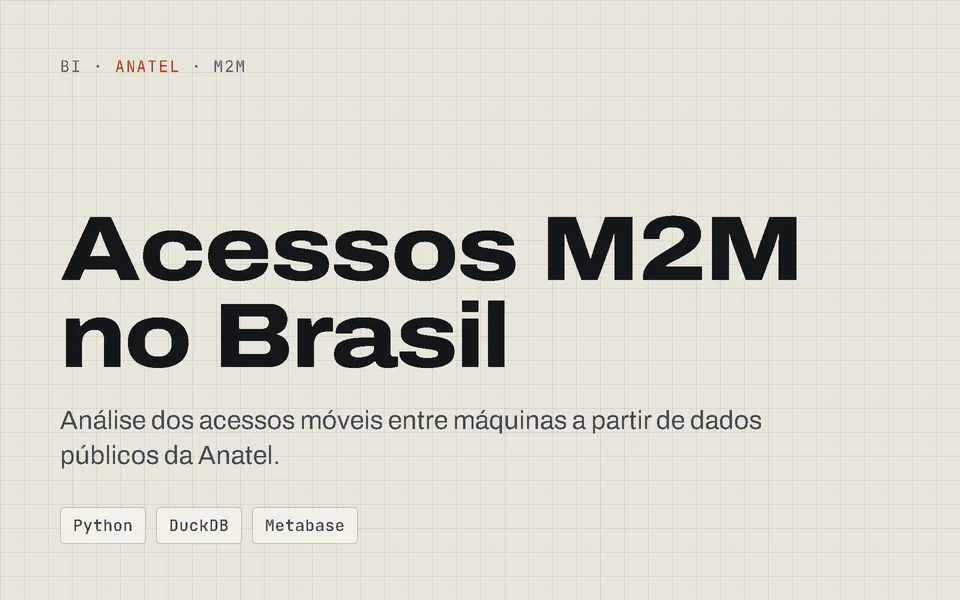 BI · ANATEL · M2M
Acessos M2M
no Brasil
Análise dos acessos móveis entre máquinas a partir de dados
públicos da Anatel.
Python DuckDB Metabase